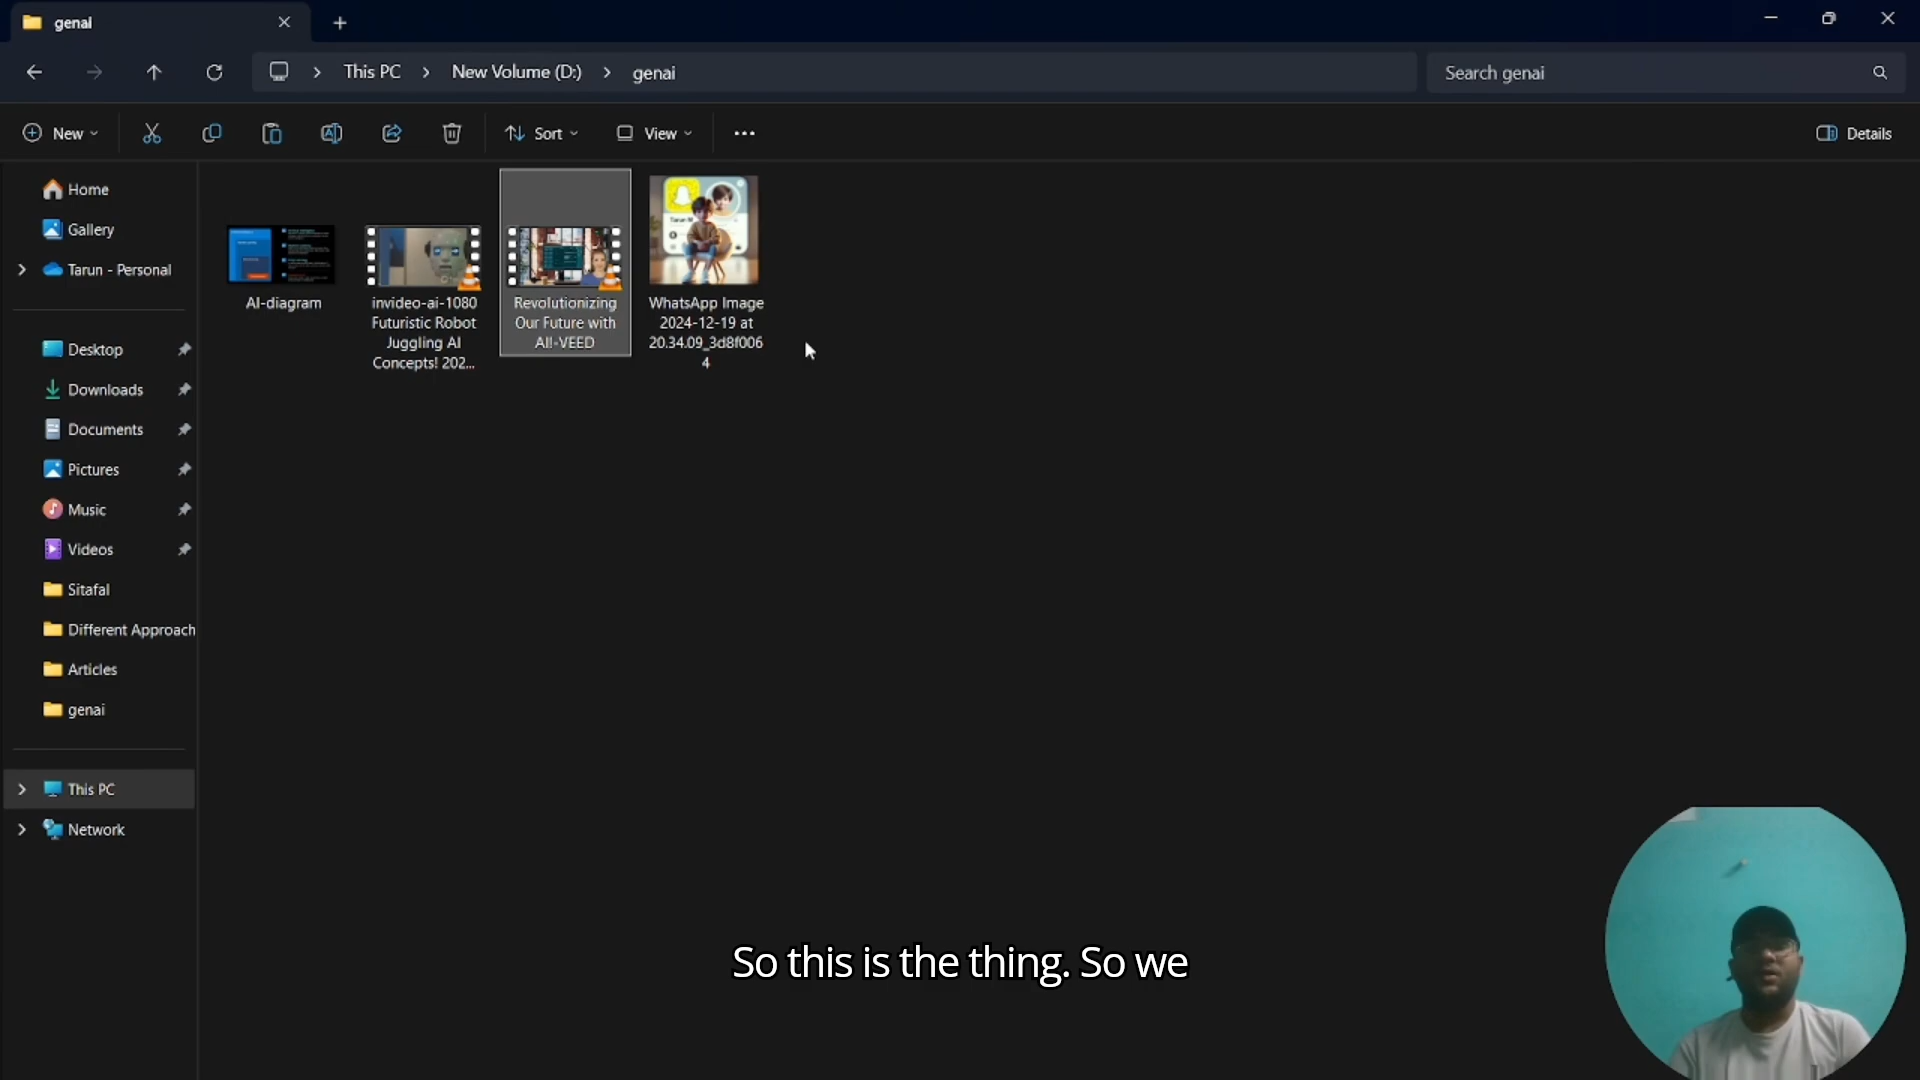 genai
This PC
New Volume (D:)
genai
Search genai
New
Sort
View
Details
Home
Gallery
Tarun - Personal
Desktop
Downloads
Documents
Pictures
Music
Videos
Sitafal
Different Approach
Articles
genai
This PC
Network
AI-diagram
invideo-ai-1080
Futuristic Robot
Juggling AI
Concepts! 202...
Revolutionizing
Our Future with
AI!-VEED
WhatsApp Image
2024-12-19 at
20.34.09_3d8f006
4
So this is the thing. So we